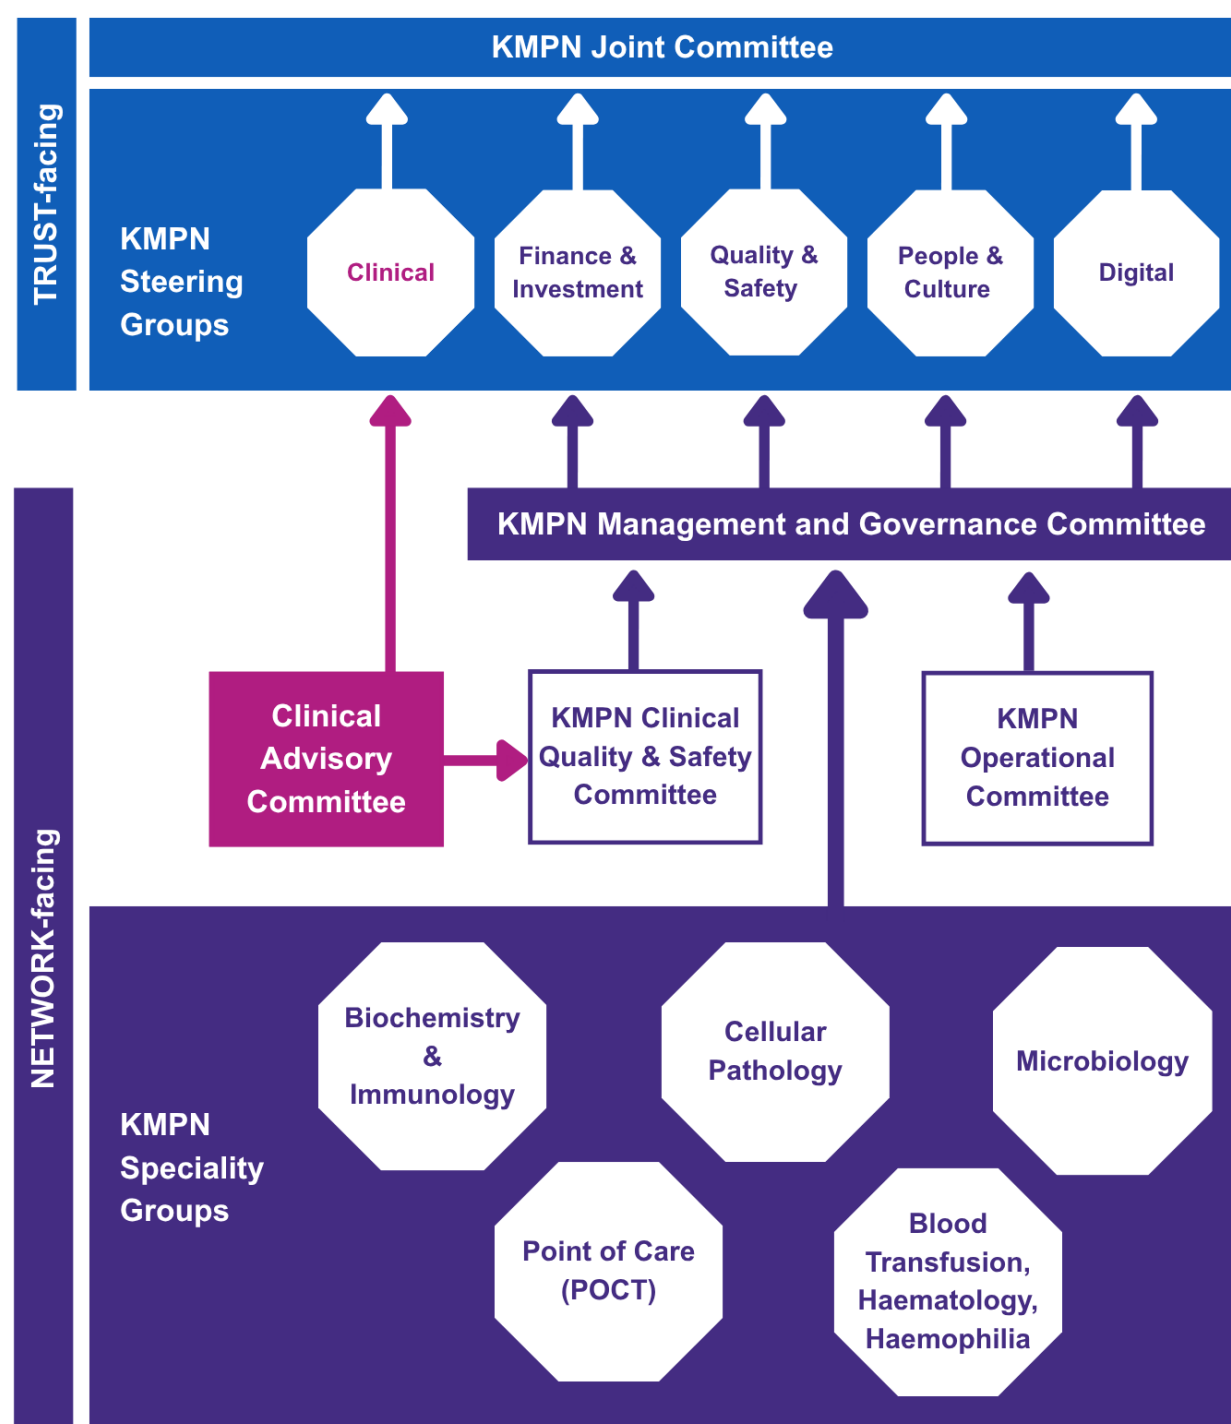 KMPN Joint Committee
TRUST-facing
KMPN
Steering
Groups
Clinical
Finance &
Investment
Quality &
Safety
People &
Culture
Digital
NETWORK-facing
KMPN Management and Governance Committee
Clinical
Advisory
Committee
KMPN Clinical
Quality & Safety
Committee
KMPN
Operational
Committee
KMPN
Speciality
Groups
Biochemistry
&
Immunology
Cellular
Pathology
Microbiology
Point of Care
(POCT)
Blood
Transfusion,
Haematology,
Haemophilia